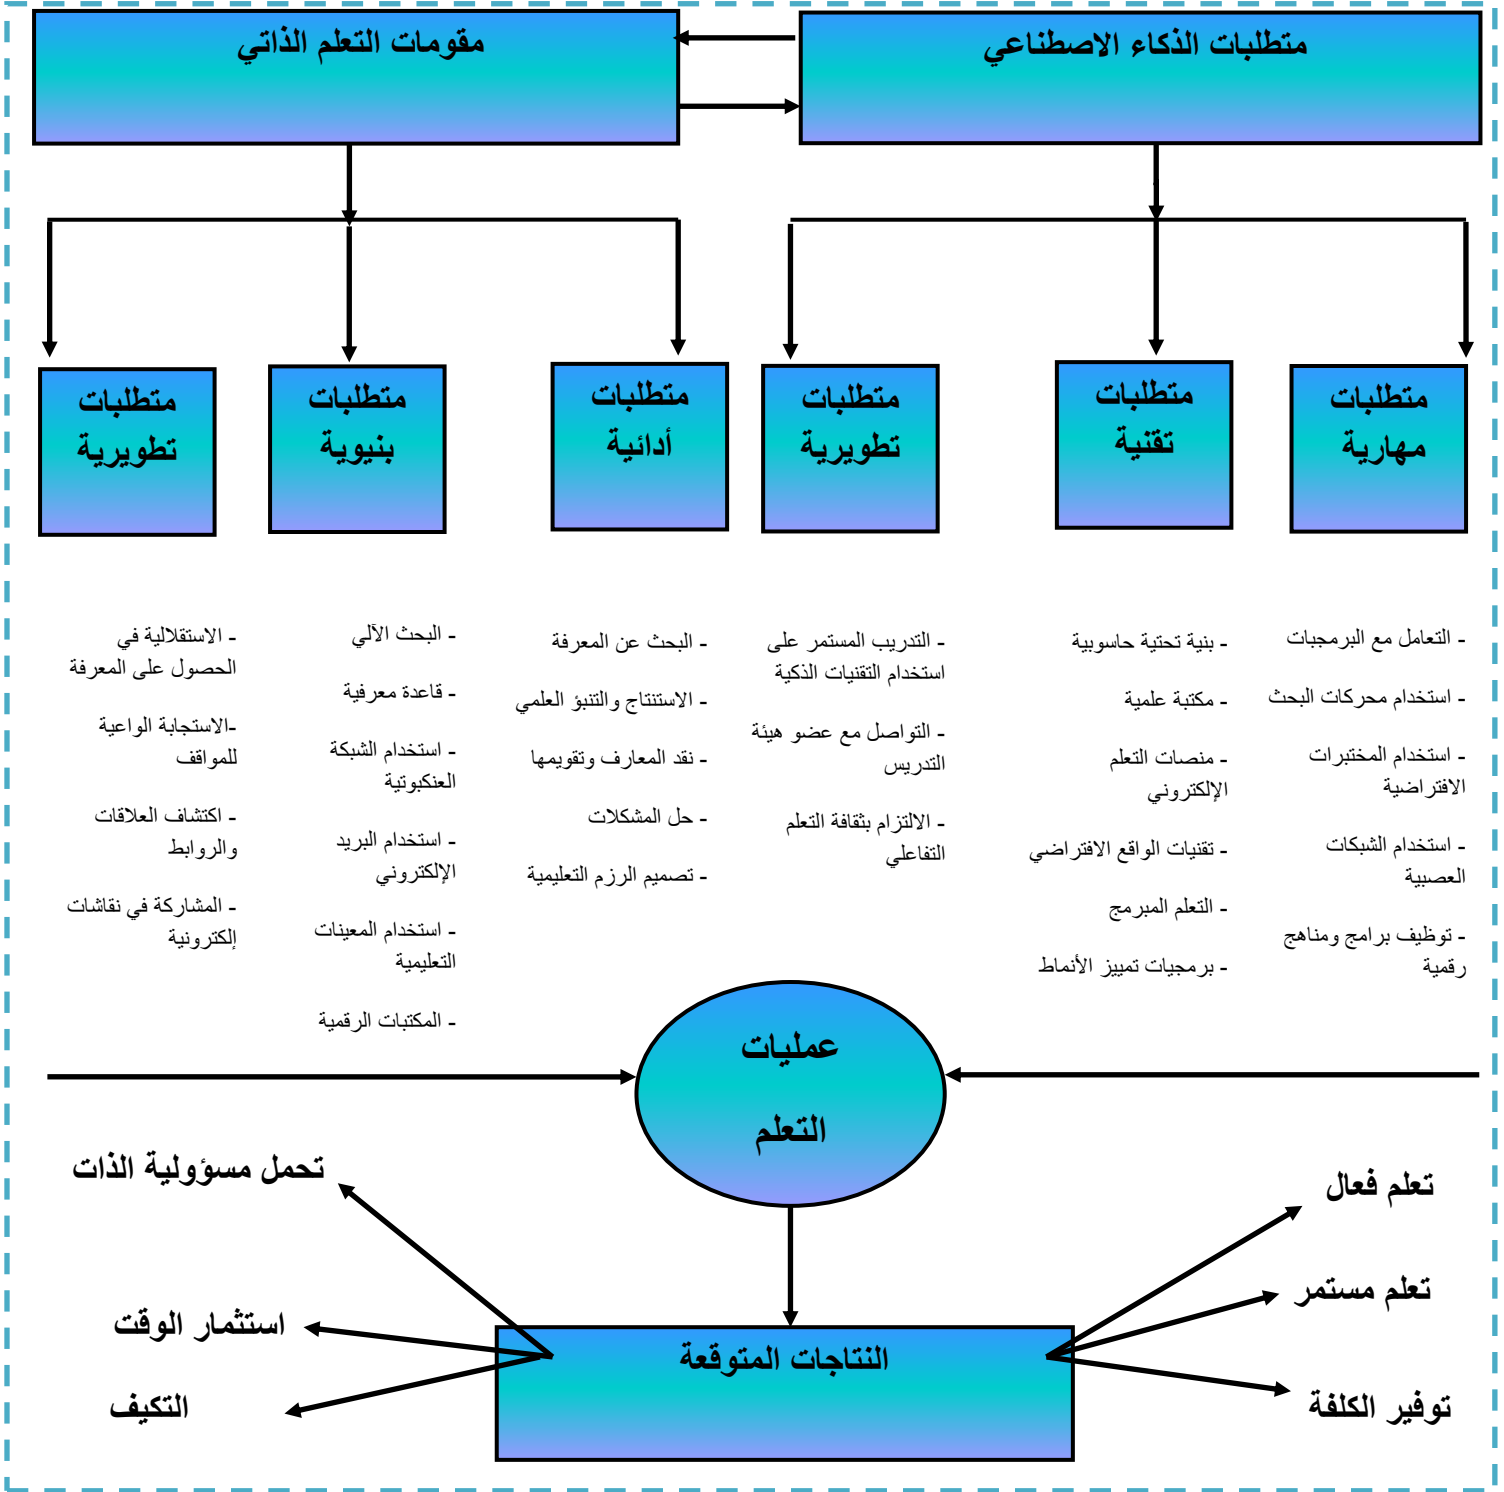 متطلبات الذكاء الاصطناعي
مقومات التعلم الذاتي
متطلبات
مهارية
متطلبات
تقنية
متطلبات
تطويرية
متطلبات
أدائية
متطلبات
بنيوية
متطلبات
تطويرية
- التعامل مع البرمجيات
- استخدام محركات البحث
- استخدام المختبرات
الافتراضية
- استخدام الشبكات
العصبية
- توظيف برامج ومناهج
رقمية
- بنية تحتية حاسوبية
- مكتبة علمية
- منصات التعلم
الإلكتروني
- تقنيات الواقع الافتراضي
- التعلم المبرمج
- برمجيات تمييز الأنماط
- التدريب المستمر على
استخدام التقنيات الذكية
- التواصل مع عضو هيئة
التدريس
- الالتزام بثقافة التعلم
التفاعلي
- البحث عن المعرفة
- الاستنتاج والتنبؤ العلمي
- نقد المعارف وتقويمها
- حل المشكلات
- تصميم الرزم التعليمية
- البحث الآلي
- قاعدة معرفية
- استخدام الشبكة
العنكبوتية
- استخدام البريد
الإلكتروني
- استخدام المعينات
التعليمية
- المكتبات الرقمية
- الاستقلالية في
الحصول على المعرفة
-الاستجابة الواعية
للمواقف
- اكتشاف العلاقات
والروابط
- المشاركة في نقاشات
إلكترونية
عمليات
التعلم
تعلم فعال
تعلم مستمر
توفير الكلفة
النتاجات المتوقعة
تحمل مسؤولية الذات
استثمار الوقت
التكيف